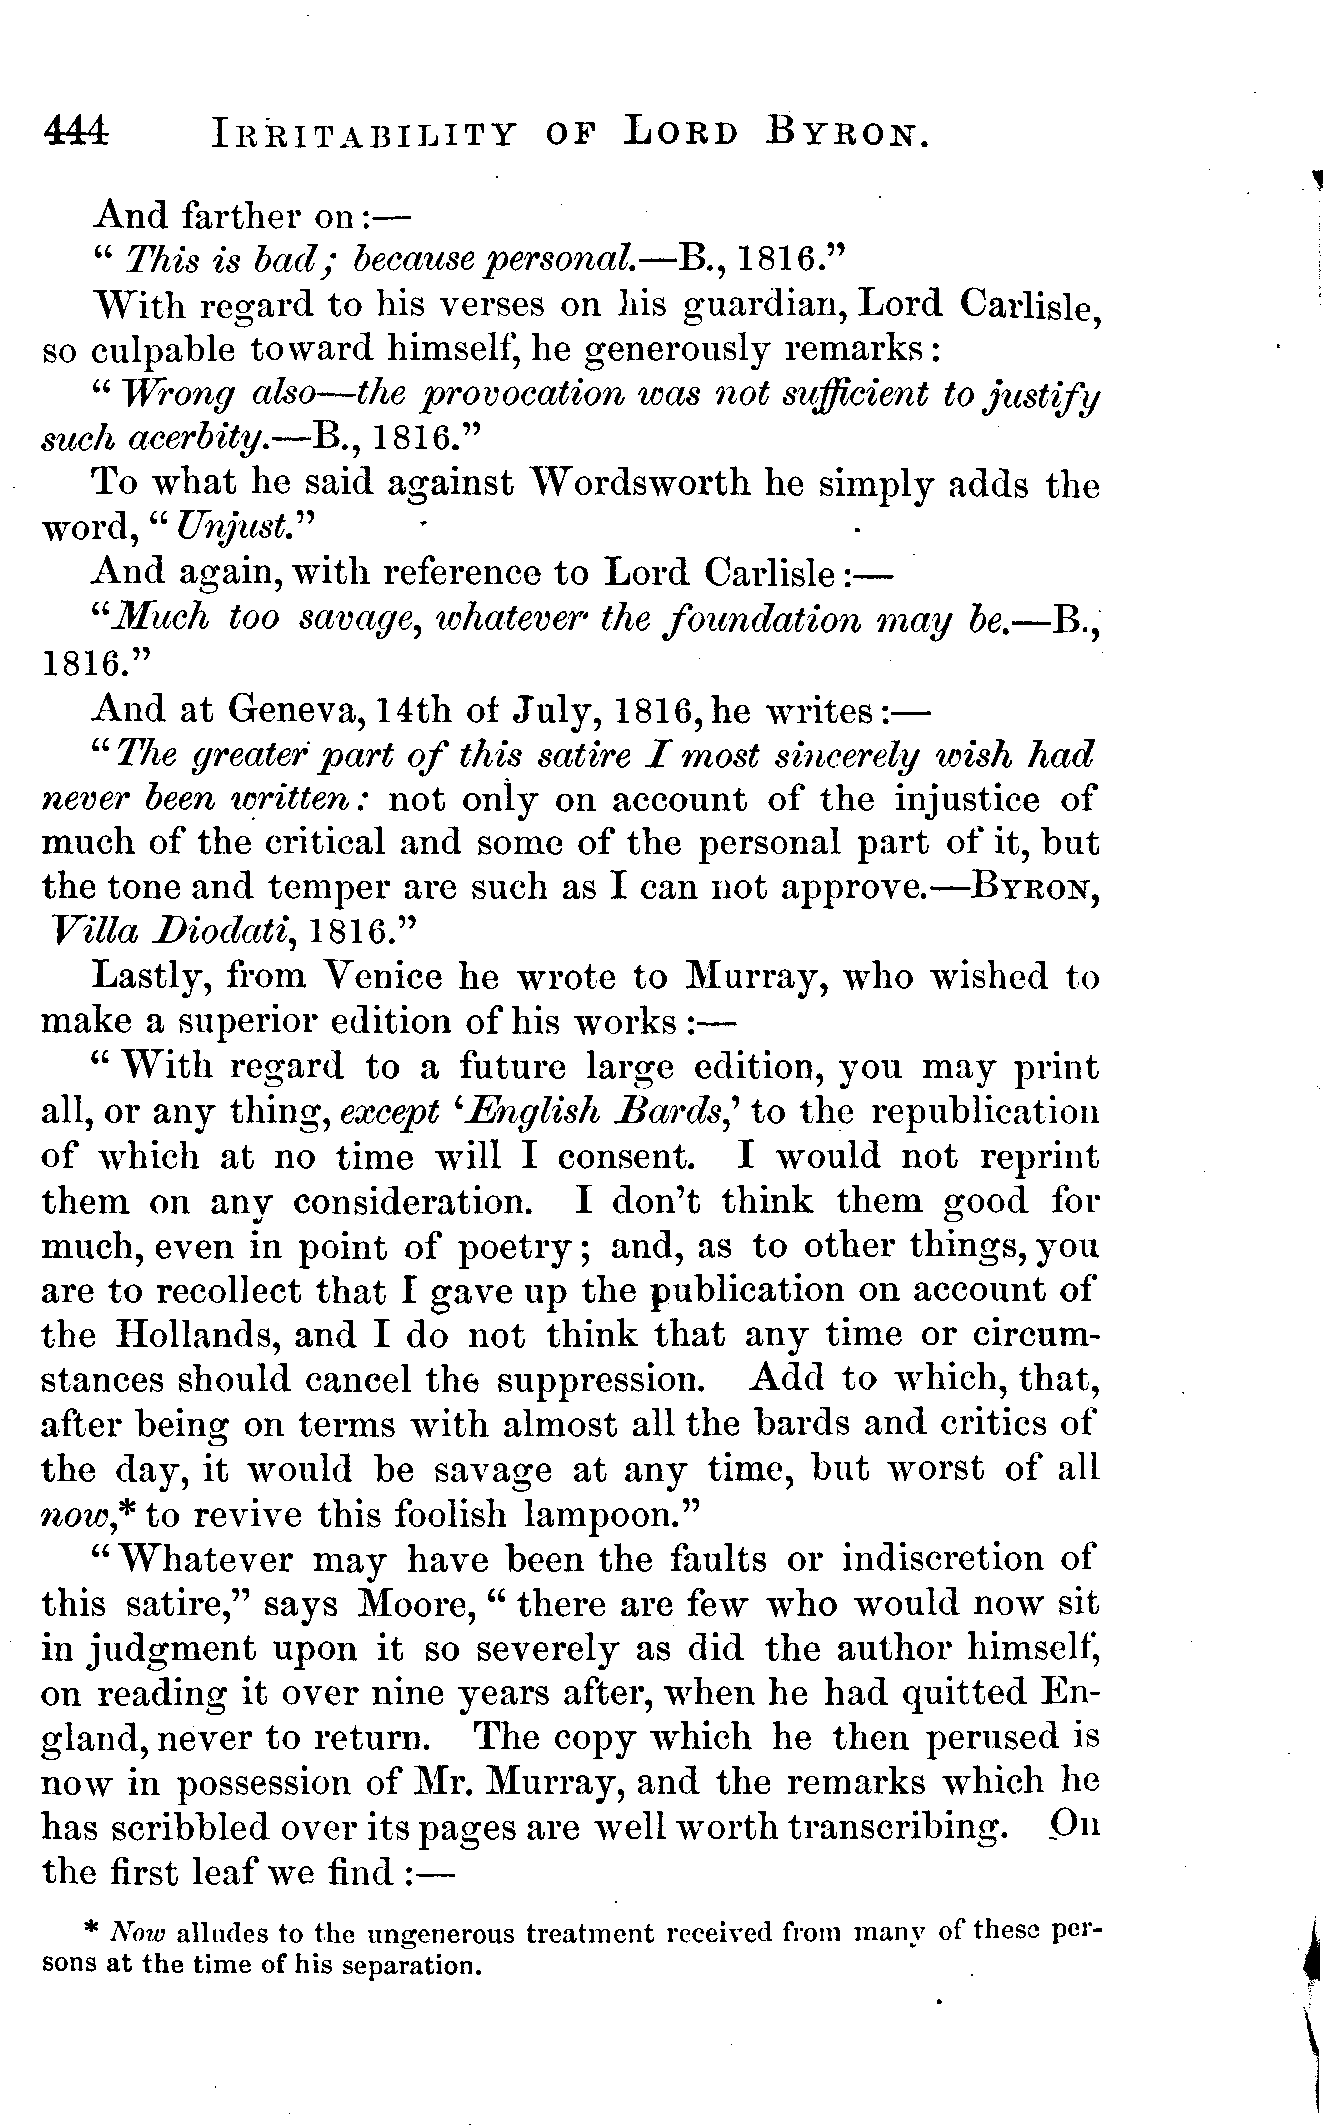 444 IRRITABILITY OF LORD BYRON.
And farther on:—
" This is bad; because personal.—B., 1816."
With regard to his verses on his guardian, Lord Carlisle,
so culpable toward himself, he generously remarks:
" Wrong also—the provocation was not sufficient to justify
such acerbity.—B., 1816."
To what he said against Wordsworth he simply adds the
word, " Unjust."
And again, with reference to Lord Carlisle:—
"Much too savage, whatever the foundation may be.—B.,
1816."
And at Geneva, 14th of July, 1816, he writes:—
"The greater part of this satire I most sincerely wish had
never been written: not only on account of the injustice of
much of the critical and some of the personal part of it, but
the tone and temper are such as I can not approve.—BYRON,
Villa Diodati, 1816."
Lastly, from Venice he wrote to Murray, who wished to
make a superior edition of his works:—
" With regard to a future large edition, you may print
all, or any thing, except 'English Bards,' to the republication
of which at no time will I consent. I would not reprint
them on any consideration. I don't think them good for
much, even in point of poetry; and, as to other things, you
are to recollect that I gave up the publication on account of
the Hollands, and I do not think that any time or circum-
stances should cancel the suppression. Add to which, that,
after being on terms with almost all the bards and critics of
the day, it would be savage at any time, but worst of all
now,* to revive this foolish lampoon."
"Whatever may have been the faults or indiscretion of
this satire," says Moore, " there are few who would now sit
in judgment upon it so severely as did the author himself,
on reading it over nine years after, when he had quitted En-
gland, never to return. The copy which he then perused is
now in possession of Mr. Murray, and the remarks which he
has scribbled over its pages are well worth transcribing. On
the first leaf we find:—
* Now alludes to the ungenerous treatment received from many of these per-
sons at the time of his separation.